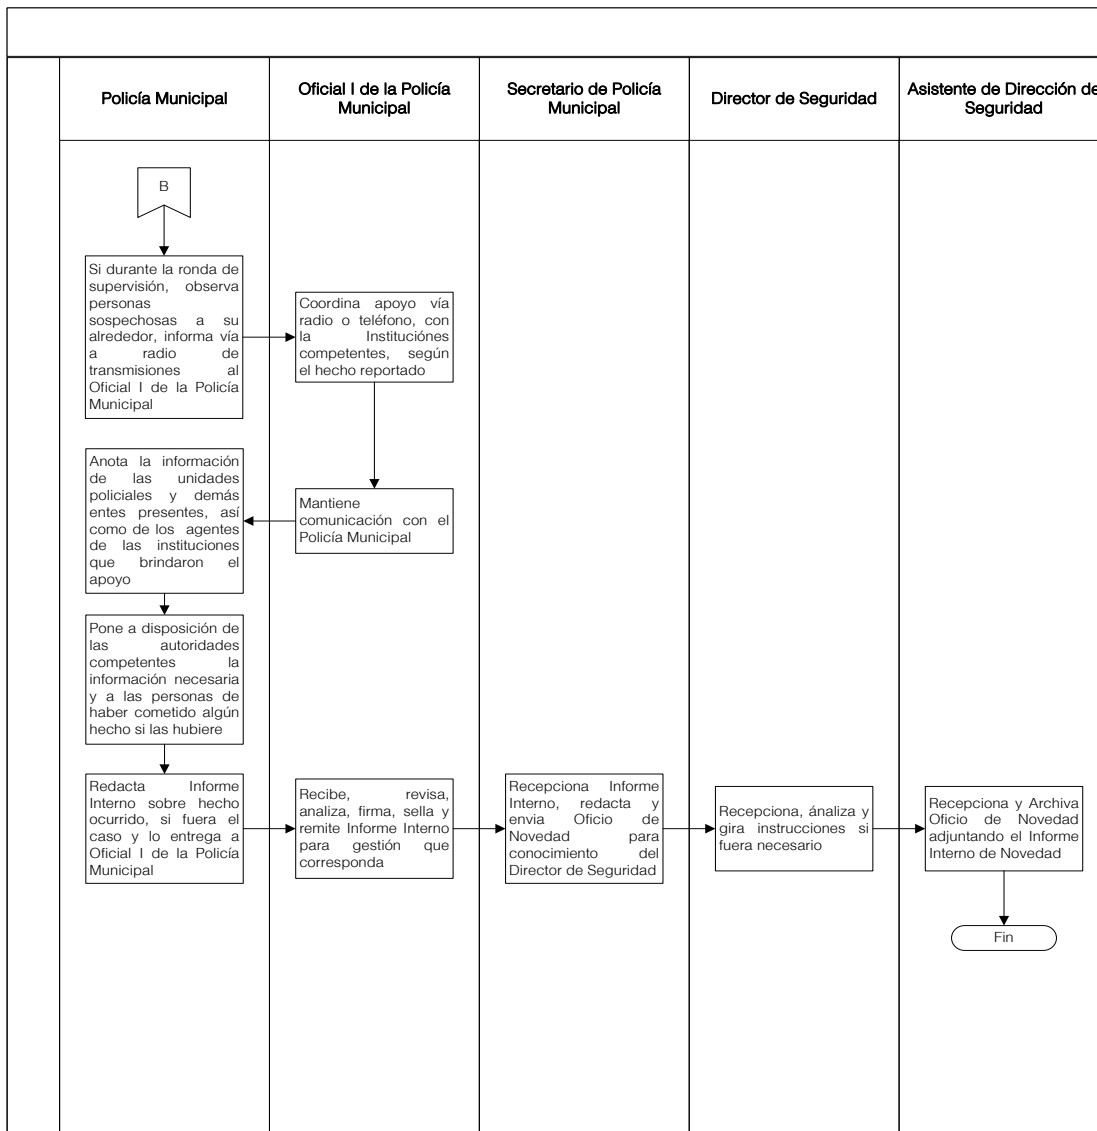 Policía Municipal
Oficial I de la Policía
Municipal
Secretario de Policía
Municipal
Director de Seguridad
Asistente de Dirección de
Seguridad
B
Si durante la ronda de
supervisión, observa
personas
sospechosas a su
alrededor, informa vía
a radio de
transmisiones al
Oficial I de la Policía
Municipal
Coordina apoyo vía
radio o teléfono, con
la Instituciónes
competentes, según
el hecho reportado
Anota la información
de las unidades
policiales y demás
entes presentes, así
como de los agentes
de las instituciones
que brindaron el
apoyo
Mantiene
comunicación con el
Policía Municipal
Pone a disposición de
las autoridades
competentes la
información necesaria
y a las personas de
haber cometido algún
hecho si las hubiere
Redacta Informe
Interno sobre hecho
ocurrido, si fuera el
caso y lo entrega a
Oficial I de la Policía
Municipal
Recibe, revisa,
analiza, firma, sella y
remite Informe Interno
para gestión que
corresponda
Recepciona Informe
Interno, redacta y
envia Oficio de
Novedad para
conocimiento del
Director de Seguridad
Recepciona, ánaliza y
gira instrucciones si
fuera necesario
Recepciona y Archiva
Oficio de Novedad
adjuntando el Informe
Interno de Novedad
Fin